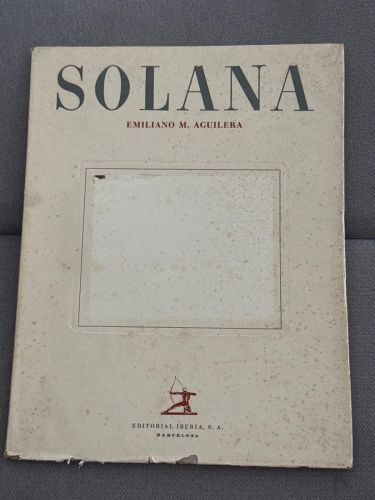 SOLANA
EMILIANO M. AGUILERA
EDITORIAL IBERIA, S. A.
BARCELONA